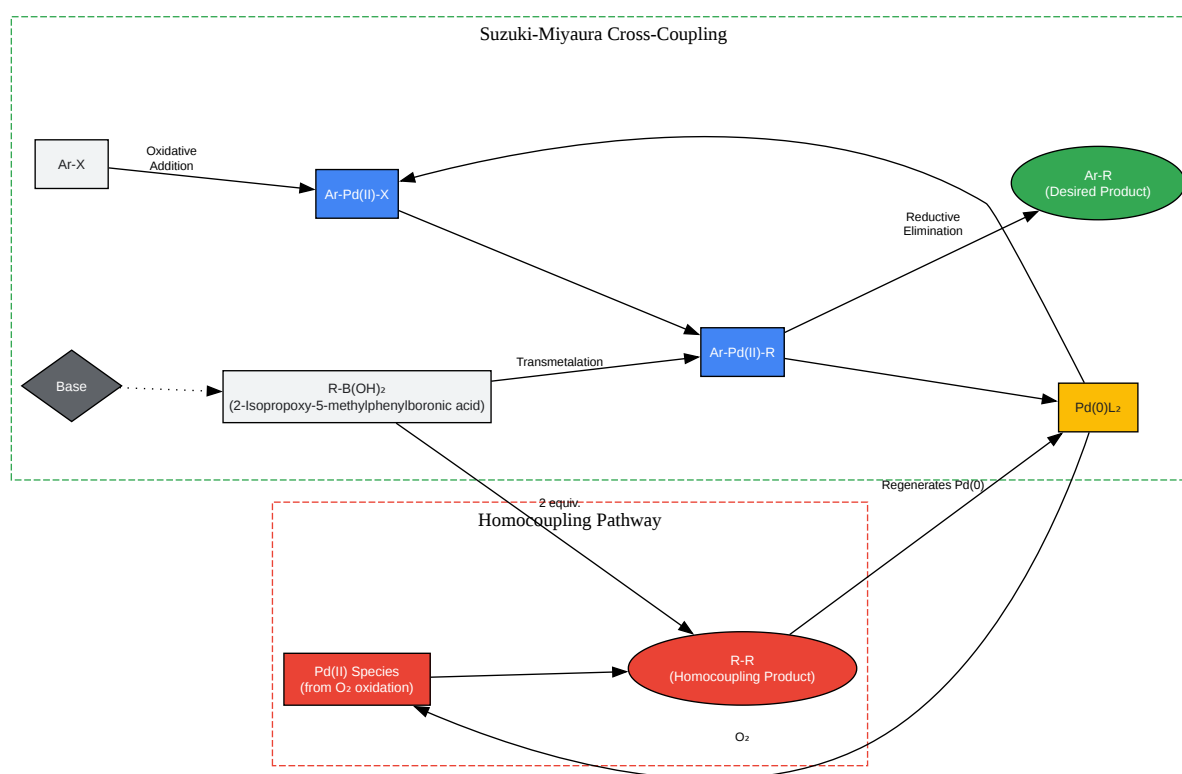 Suzuki-Miyaura Cross-Coupling
Oxidative
Addition
Ar-X
Ar-Pd(II)-X
Ar-R
(Desired Product)
Reductive
Elimination
Ar-Pd(II)-R
Transmetalation
Base
R-B(OH)₂
(2-Isopropoxy-5-methylphenylboronic acid)
Pd(0)L₂
Regenerates Pd(0)
2 equiv.
Homocoupling Pathway
Pd(II) Species
(from O₂ oxidation)
R-R
(Homocoupling Product)
O₂